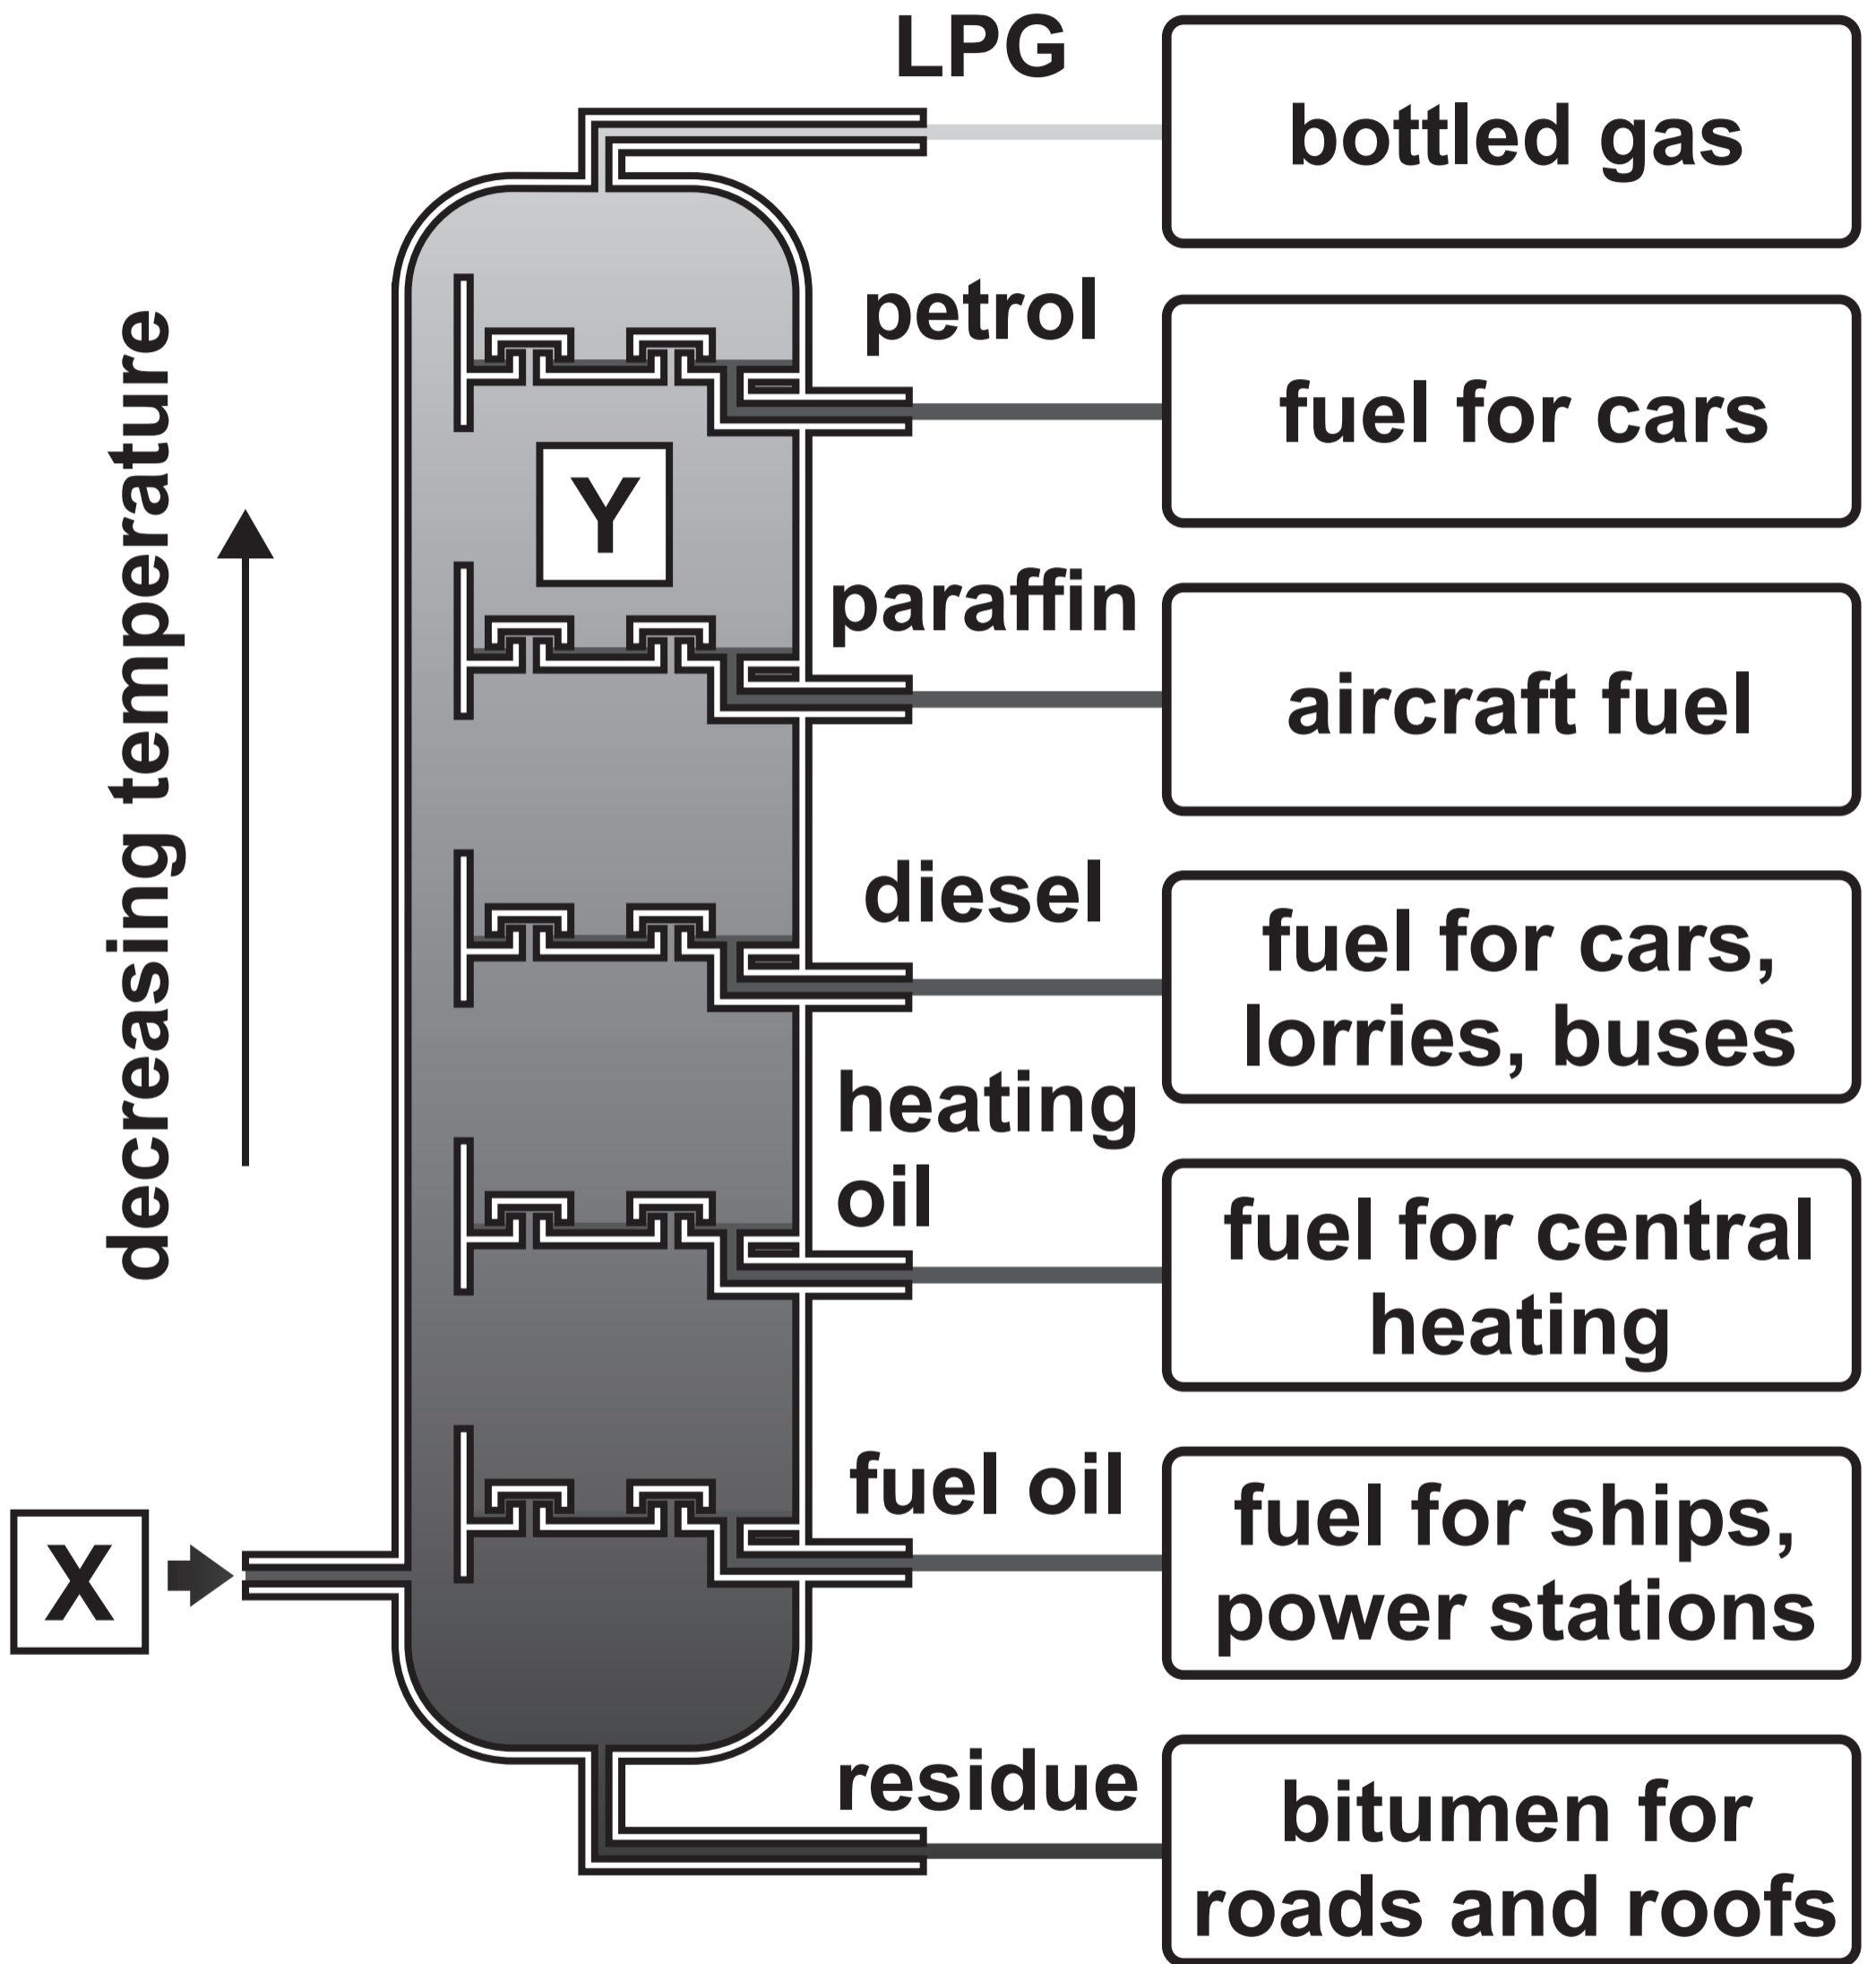 LPG
bottled gas
petrol
fuel for cars
decreasing temperature
Y
paraffin
aircraft fuel
diesel
fuel for cars,
lorries, buses
heating
oil
fuel for central
heating
X
fuel oil
fuel for ships,
power stations
residue
bitumen for
roads and roofs